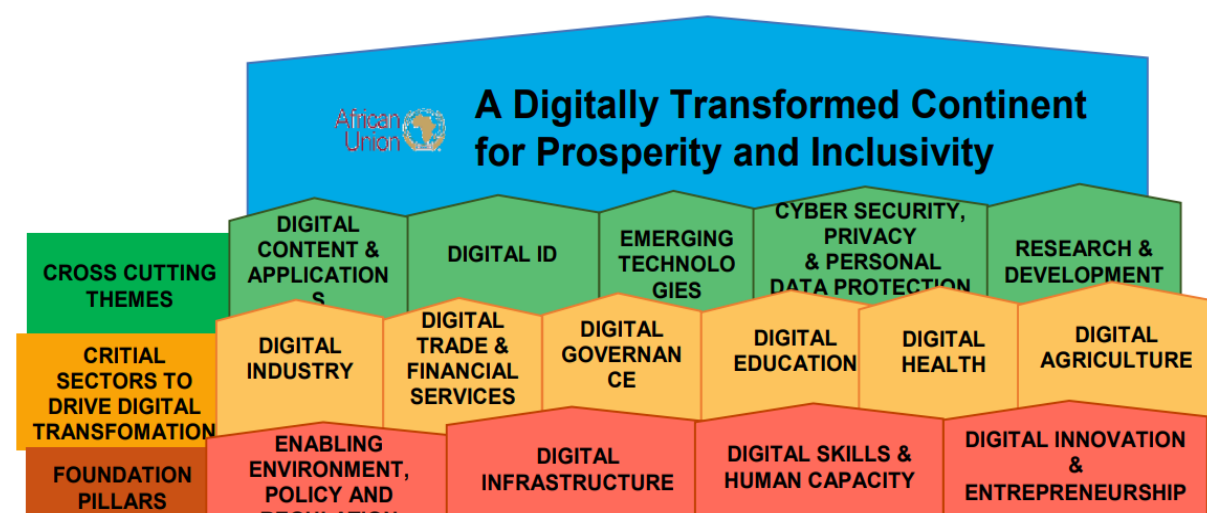 African
Union
A Digitally Transformed Continent
for Prosperity and Inclusivity
CROSS CUTTING
THEMES
DIGITAL
CONTENT &
APPLICATION
S
DIGITAL ID
EMERGING
TECHNOLO
GIES
CYBER SECURITY,
PRIVACY
& PERSONAL
DATA PROTECTION
RESEARCH &
DEVELOPMENT
CRITIAL
SECTORS TO
DRIVE DIGITAL
TRANSFOMATION
DIGITAL
INDUSTRY
DIGITAL
TRADE &
FINANCIAL
SERVICES
DIGITAL
GOVERNAN
CE
DIGITAL
EDUCATION
DIGITAL
HEALTH
DIGITAL
AGRICULTURE
FOUNDATION
PILLARS
ENABLING
ENVIRONMENT,
POLICY AND
REGULATION
DIGITAL
INFRASTRUCTURE
DIGITAL SKILLS &
HUMAN CAPACITY
DIGITAL INNOVATION
&
ENTREPRENEURSHIP